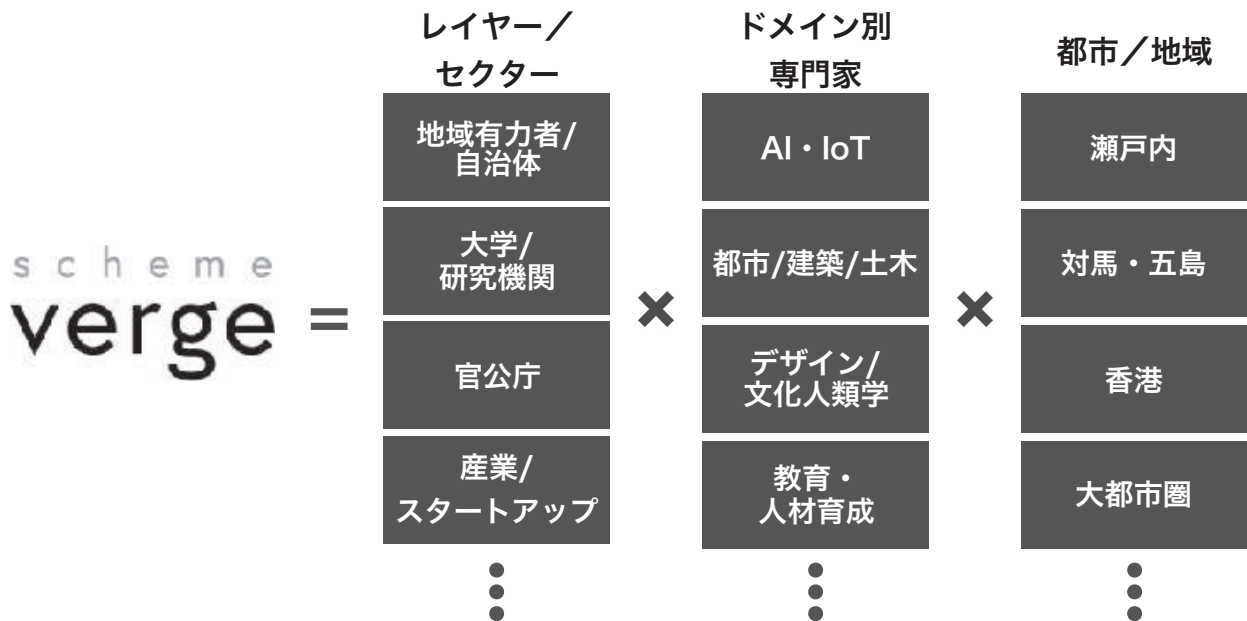 scheme
verge
=
レイヤー／
セクター
地域有力者/
自治体
大学/
研究機関
官公庁
産業/
スタートアップ
×
ドメイン別
専門家
AI・IoT
都市/建築/土木
デザイン/
文化人類学
教育・
人材育成
×
都市／地域
瀬戸内
対馬・五島
香港
大都市圏